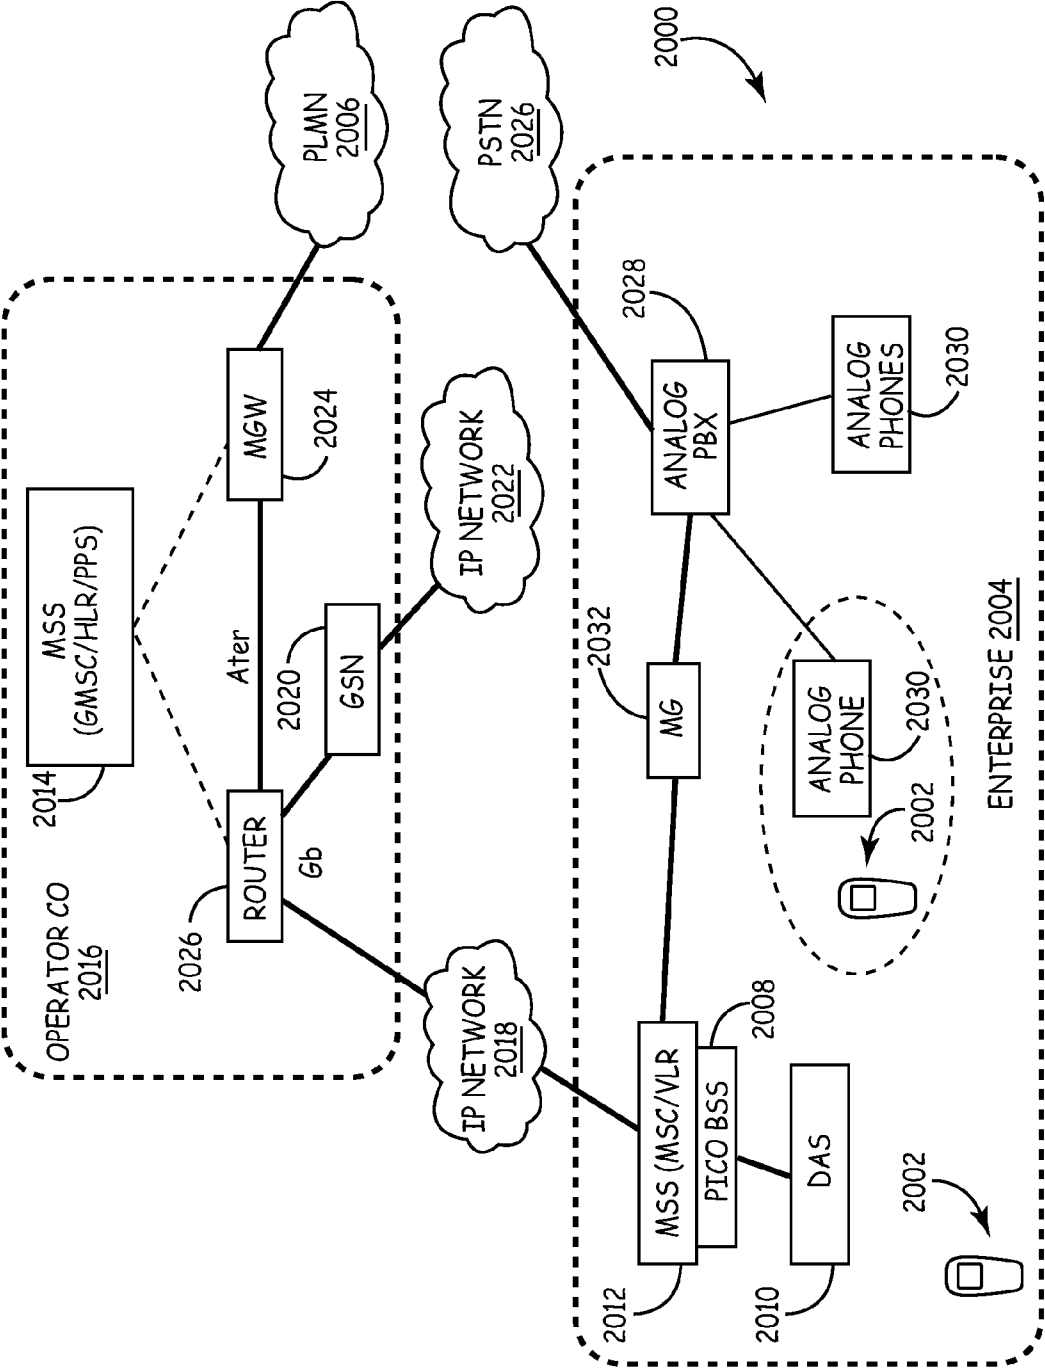 OPERATOR CO
2016
2014
MSS
(GMSC/HLR/PPS)
2026
ROUTER
Ater
MGW
2024
PLMN
2006
Gb
2020
GSN
IP NETWORK
2018
IP NETWORK
2022
PSTN
2026
2000
2012
MSS (MSC/VLR
PICO BSS
2008
2032
MG
2028
ANALOG
PBX
2010
DAS
2002
ANALOG
PHONE
2030
ANALOG
PHONES
2030
2002
ENTERPRISE 2004